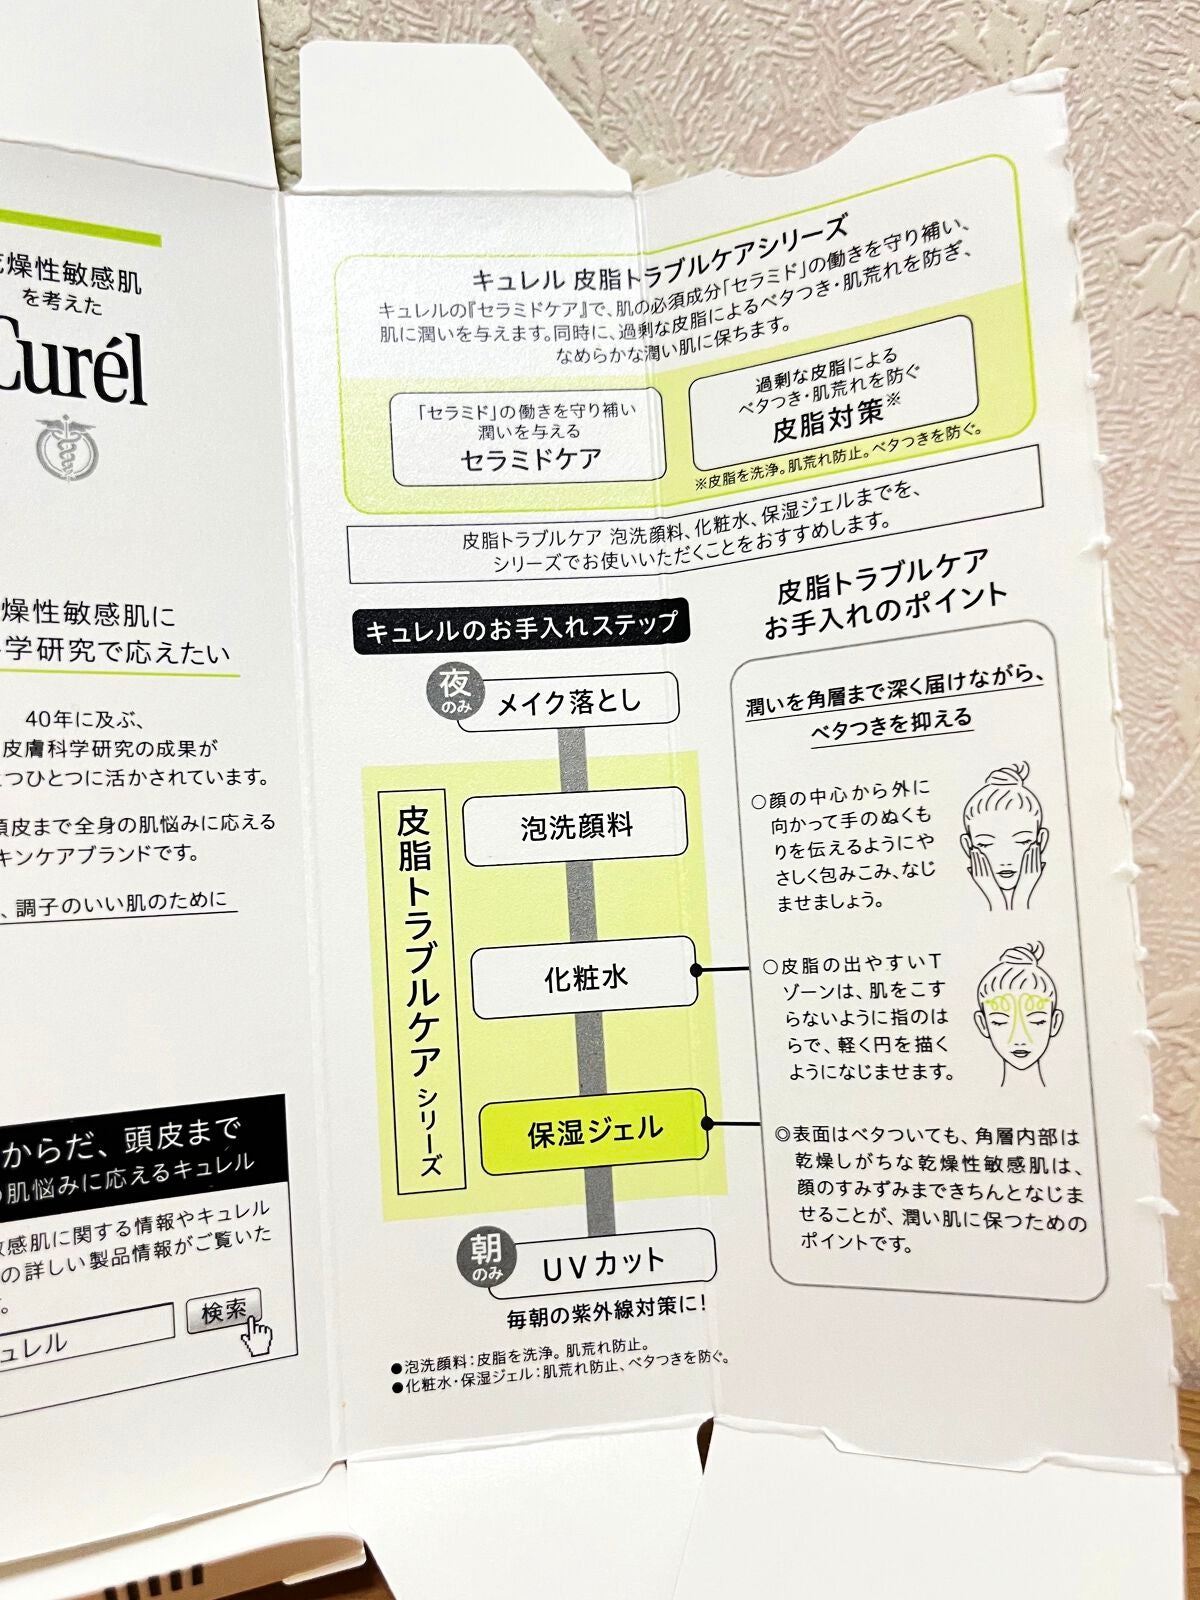 燥性敏感肌
を考えた
Curél
燥性敏感肌に
学研究で応えたい
40年に及ぶ、
皮膚科学研究の成果が
つひとつに活かされています。
頭皮まで全身の肌悩みに応える
キンケアブランドです。
、調子のいい肌のために
からだ、頭皮まで
肌悩みに応えるキュレル
敏感肌に関する情報やキュレル
の詳しい製品情報がご覧いた
。
ュレル
検索
キュレル 皮脂トラブルケアシリーズ
キュレルの『セラミドケア』で、肌の必須成分「セラミド」の働きを守り補い、
肌に潤いを与えます。同時に、過剰な皮脂によるベタつき・肌荒れを防ぎ、
なめらかな潤い肌に保ちます。
「セラミド」の働きを守り補い
潤いを与える
セラミドケア
過剰な皮脂による
ベタつき・肌荒れを防ぐ
皮脂対策※
※皮脂を洗浄。肌荒れ防止。ベタつきを防ぐ。
皮脂トラブルケア 泡洗顔料、化粧水、保湿ジェルまでを、
シリーズでお使いいただくことをおすすめします。
キュレルのお手入れステップ
夜
のみ
メイク落とし
皮脂トラブルケアシリーズ
泡洗顔料
化粧水
保湿ジェル
朝
のみ
UVカット
毎朝の紫外線対策に!
●泡洗顔料：皮脂を洗浄。肌荒れ防止。
●化粧水・保湿ジェル：肌荒れ防止、ベタつきを防ぐ。
皮脂トラブルケア
お手入れのポイント
潤いを角層まで深く届けながら、
ベタつきを抑える
○顔の中心から外に
向かって手のぬくも
りを伝えるようにや
さしく包みこみ、なじ
ませましょう。
○皮脂の出やすいT
ゾーンは、肌をこす
らないように指のは
らで、軽く円を描く
ようになじませます。
◎表面はベタついても、角層内部は
乾燥しがちな乾燥性敏感肌は、
顔のすみずみまできちんとなじま
せることが、潤い肌に保つための
ポイントです。